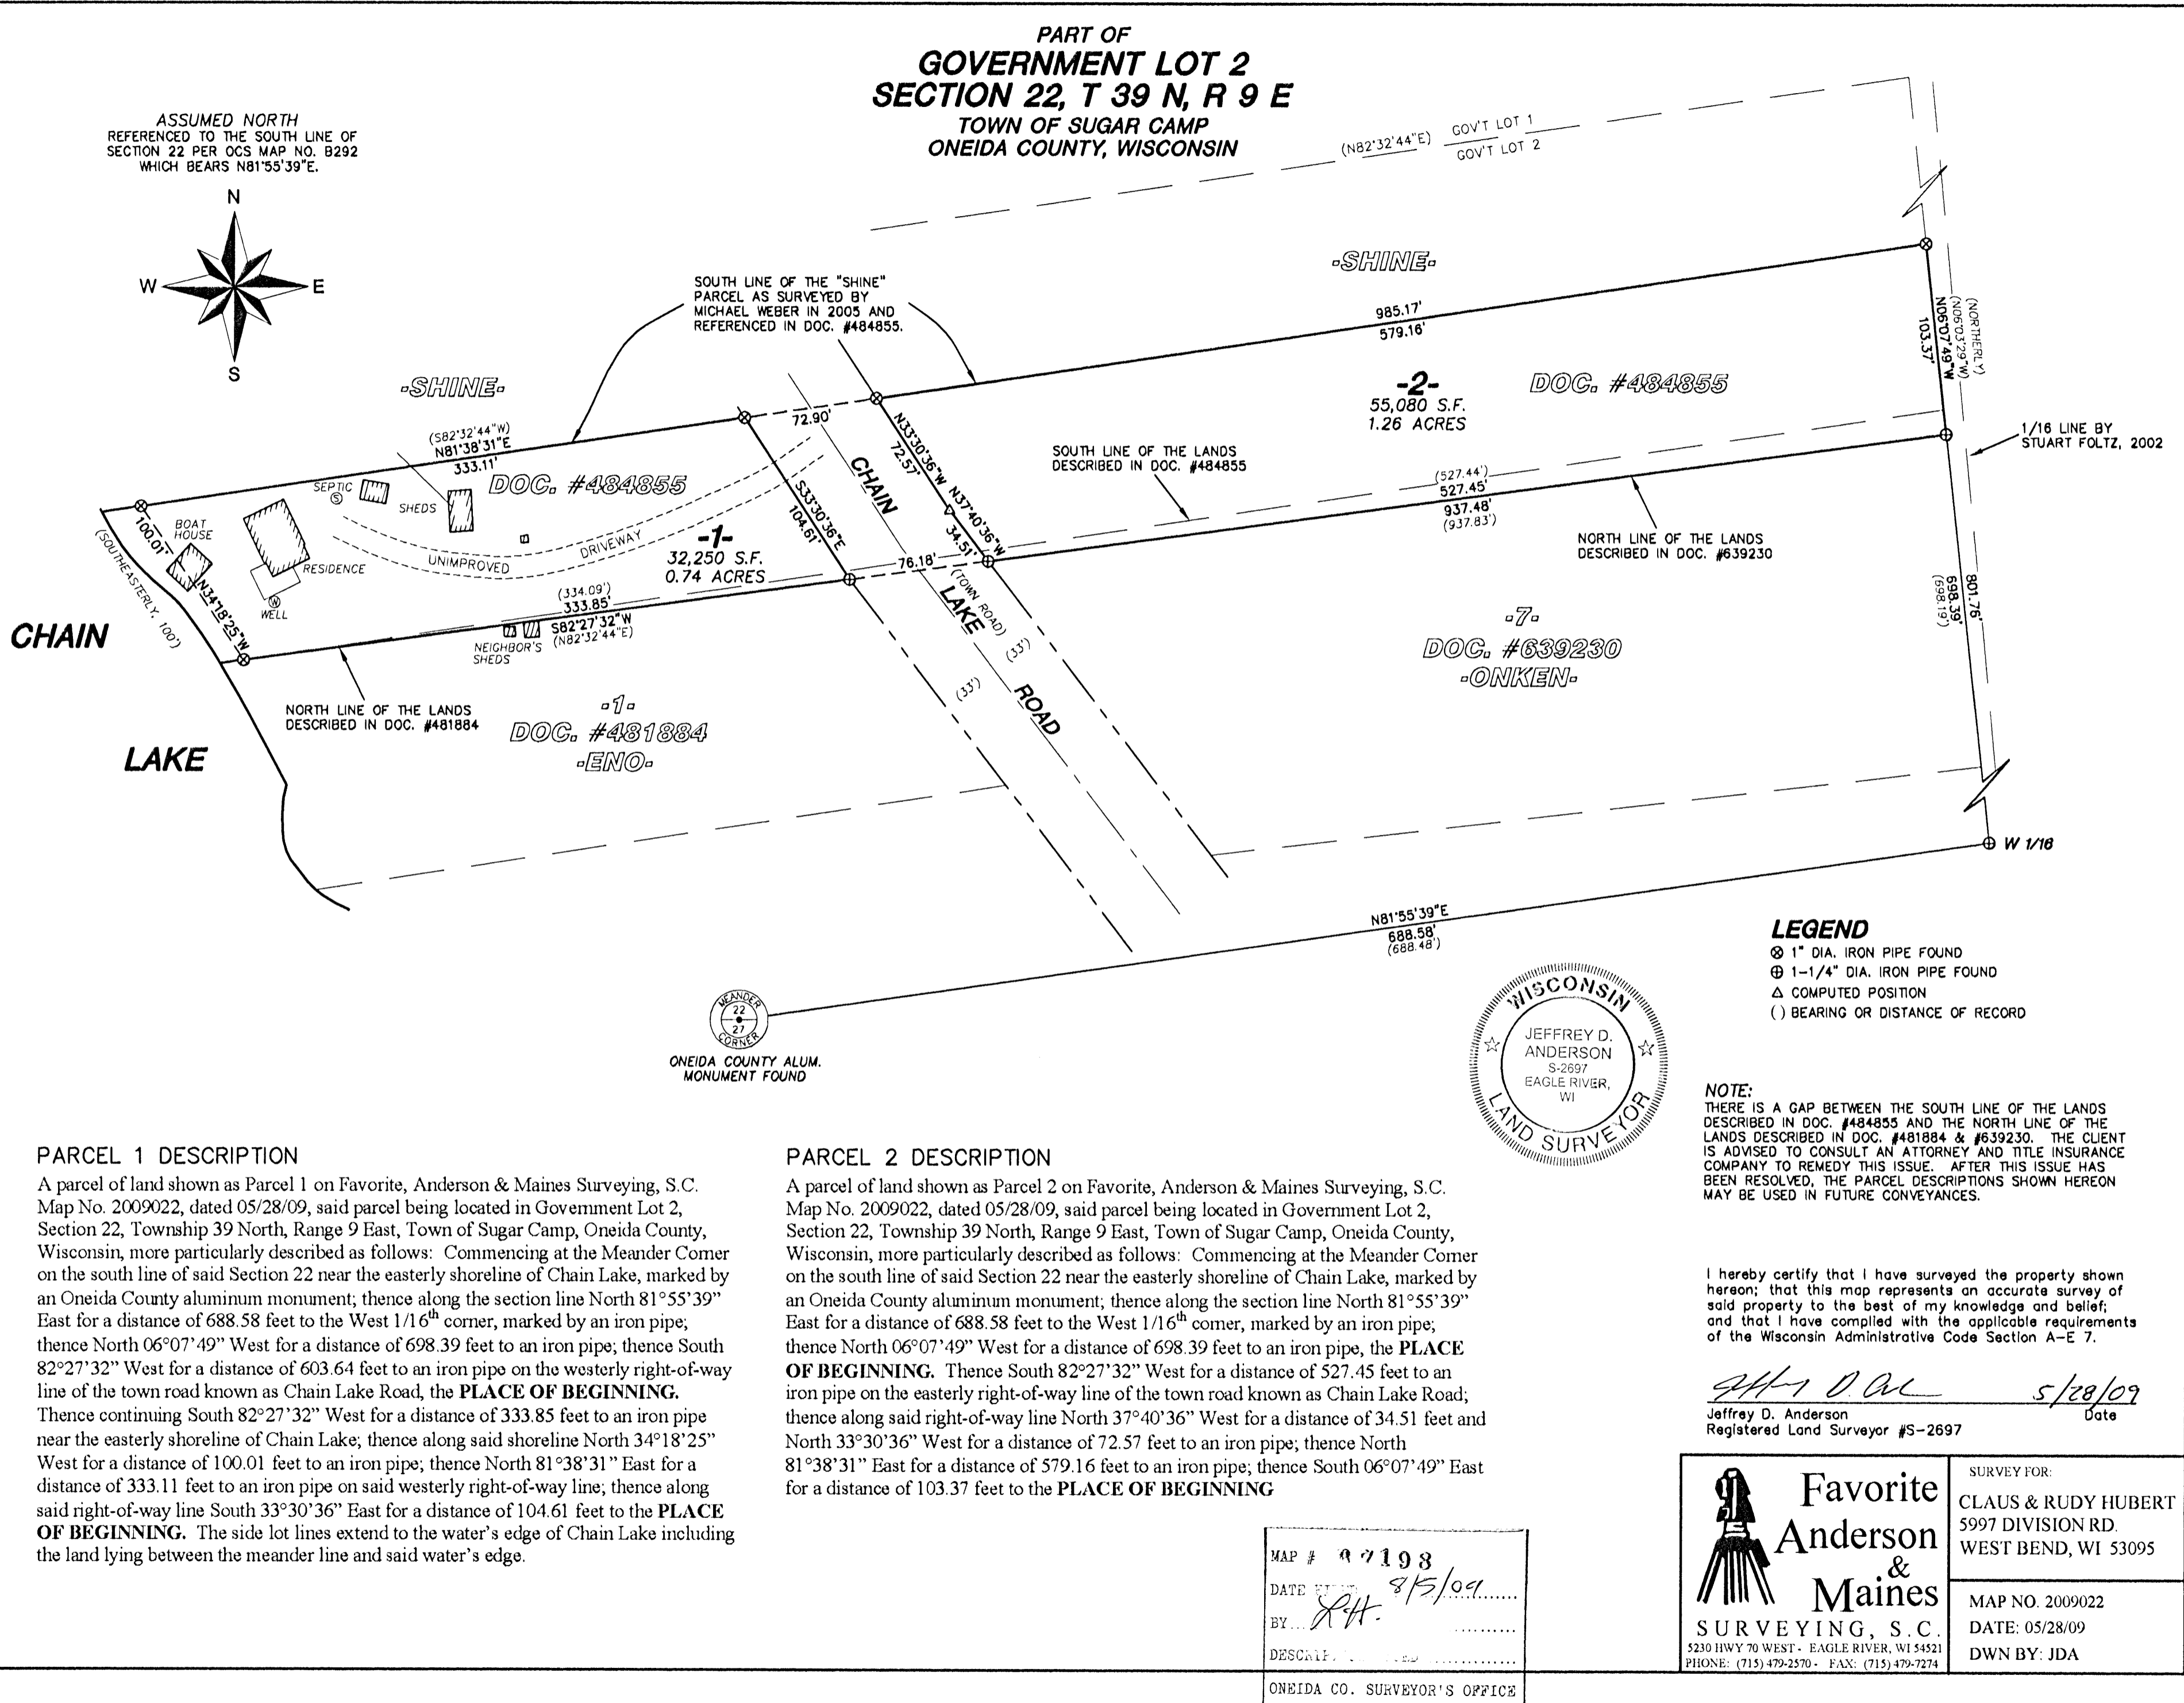 PART OF
GOVERNMENT LOT 2
SECTION 22, T 39 N, R 9 E
TOWN OF SUGAR CAMP
ONEIDA COUNTY, WISCONSIN
ASSUMED NORTH
REFERENCED TO THE SOUTH LINE OF
SECTION 22 PER OCS MAP NO. B292
WHICH BEARS N81°55'39"E.
N
W
E
S
(N82°32'44"E)
GOV'T LOT 1
GOV'T LOT 2
SOUTH LINE OF THE "SHINE"
PARCEL AS SURVEYED BY
MICHAEL WEBER IN 2005 AND
REFERENCED IN DOC. #484855.
-SHINE-
-SHINE-
985.17'
579.16'
(NORTHERLY)
(N06°03'29"W)
N06°07'49"W
103.37'
-2-
55,080 S.F.
1.26 ACRES
DOC. #484855
1/16 LINE BY
STUART FOLTZ, 2002
(S82°32'44"W)
N81°38'31"E
333.11'
72.90'
N33°30'36"W
72.57'
N37°40'36"W
34.51'
SOUTH LINE OF THE LANDS
DESCRIBED IN DOC. #484855
(527.44')
527.45'
937.48'
(937.83')
NORTH LINE OF THE LANDS
DESCRIBED IN DOC. #639230
DOC. #484855
SEPTIC
S
SHEDS
BOAT
HOUSE
100.01'
N34°18'25"W
(SOUTHEASTERLY, 100')
RESIDENCE
W
WELL
UNIMPROVED
DRIVEWAY
-1-
32,250 S.F.
0.74 ACRES
S33°30'36"E
104.61'
76.18'
CHAIN
LAKE
ROAD
(TOWN ROAD)
(33')
(33')
(334.09')
333.85'
S82°27'32"W
(N82°32'44"E)
NEIGHBOR'S
SHEDS
CHAIN
LAKE
NORTH LINE OF THE LANDS
DESCRIBED IN DOC. #481884
-1-
DOC. #481884
-ENO-
-7-
DOC. #639230
-ONKEN-
801.76'
698.39'
(698.19')
W 1/16
N81°55'39"E
688.58'
(688.48')
MEANDER
22
27
CORNER
ONEIDA COUNTY ALUM.
MONUMENT FOUND
LEGEND
1" DIA. IRON PIPE FOUND
1-1/4" DIA. IRON PIPE FOUND
COMPUTED POSITION
( ) BEARING OR DISTANCE OF RECORD
WISCONSIN
JEFFREY D.
ANDERSON
S-2697
EAGLE RIVER,
WI
LAND SURVEYOR
NOTE:
THERE IS A GAP BETWEEN THE SOUTH LINE OF THE LANDS
DESCRIBED IN DOC. #484855 AND THE NORTH LINE OF THE
LANDS DESCRIBED IN DOC. #481884 & #639230. THE CLIENT
IS ADVISED TO CONSULT AN ATTORNEY AND TITLE INSURANCE
COMPANY TO REMEDY THIS ISSUE. AFTER THIS ISSUE HAS
BEEN RESOLVED, THE PARCEL DESCRIPTIONS SHOWN HEREON
MAY BE USED IN FUTURE CONVEYANCES.
PARCEL 1 DESCRIPTION
A parcel of land shown as Parcel 1 on Favorite, Anderson & Maines Surveying, S.C.
Map No. 2009022, dated 05/28/09, said parcel being located in Government Lot 2,
Section 22, Township 39 North, Range 9 East, Town of Sugar Camp, Oneida County,
Wisconsin, more particularly described as follows: Commencing at the Meander Corner
on the south line of said Section 22 near the easterly shoreline of Chain Lake, marked by
an Oneida County aluminum monument; thence along the section line North 81°55'39"
East for a distance of 688.58 feet to the West 1/16th corner, marked by an iron pipe;
thence North 06°07'49" West for a distance of 698.39 feet to an iron pipe; thence South
82°27'32" West for a distance of 603.64 feet to an iron pipe on the westerly right-of-way
line of the town road known as Chain Lake Road, the PLACE OF BEGINNING.
Thence continuing South 82°27'32" West for a distance of 333.85 feet to an iron pipe
near the easterly shoreline of Chain Lake; thence along said shoreline North 34°18'25"
West for a distance of 100.01 feet to an iron pipe; thence North 81°38'31" East for a
distance of 333.11 feet to an iron pipe on said westerly right-of-way line; thence along
said right-of-way line South 33°30'36" East for a distance of 104.61 feet to the PLACE
OF BEGINNING. The side lot lines extend to the water's edge of Chain Lake including
the land lying between the meander line and said water's edge.
PARCEL 2 DESCRIPTION
A parcel of land shown as Parcel 2 on Favorite, Anderson & Maines Surveying, S.C.
Map No. 2009022, dated 05/28/09, said parcel being located in Government Lot 2,
Section 22, Township 39 North, Range 9 East, Town of Sugar Camp, Oneida County,
Wisconsin, more particularly described as follows: Commencing at the Meander Corner
on the south line of said Section 22 near the easterly shoreline of Chain Lake, marked by
an Oneida County aluminum monument; thence along the section line North 81°55'39"
East for a distance of 688.58 feet to the West 1/16th corner, marked by an iron pipe;
thence North 06°07'49" West for a distance of 698.39 feet to an iron pipe, the PLACE
OF BEGINNING. Thence South 82°27'32" West for a distance of 527.45 feet to an
iron pipe on the easterly right-of-way line of the town road known as Chain Lake Road;
thence along said right-of-way line North 37°40'36" West for a distance of 34.51 feet and
North 33°30'36" West for a distance of 72.57 feet to an iron pipe; thence North
81°38'31" East for a distance of 579.16 feet to an iron pipe; thence South 06°07'49" East
for a distance of 103.37 feet to the PLACE OF BEGINNING
I hereby certify that I have surveyed the property shown
hereon; that this map represents an accurate survey of
said property to the best of my knowledge and belief;
and that I have complied with the applicable requirements
of the Wisconsin Administrative Code Section A-E 7.
5/28/09
Jeffrey D. Anderson
Date
Registered Land Surveyor #S-2697
MAP #
DATE
8/5/09
BY
ONEIDA CO. SURVEYOR'S OFFICE
Favorite
Anderson
&
Maines
SURVEYING, S.C.
5230 HWY 70 WEST - EAGLE RIVER, WI 54521
PHONE: (715) 479-2570 - FAX: (715) 479-7274
SURVEY FOR:
CLAUS & RUDY HUBERT
5997 DIVISION RD.
WEST BEND, WI 53095
MAP NO. 2009022
DATE: 05/28/09
DWN BY: JDA